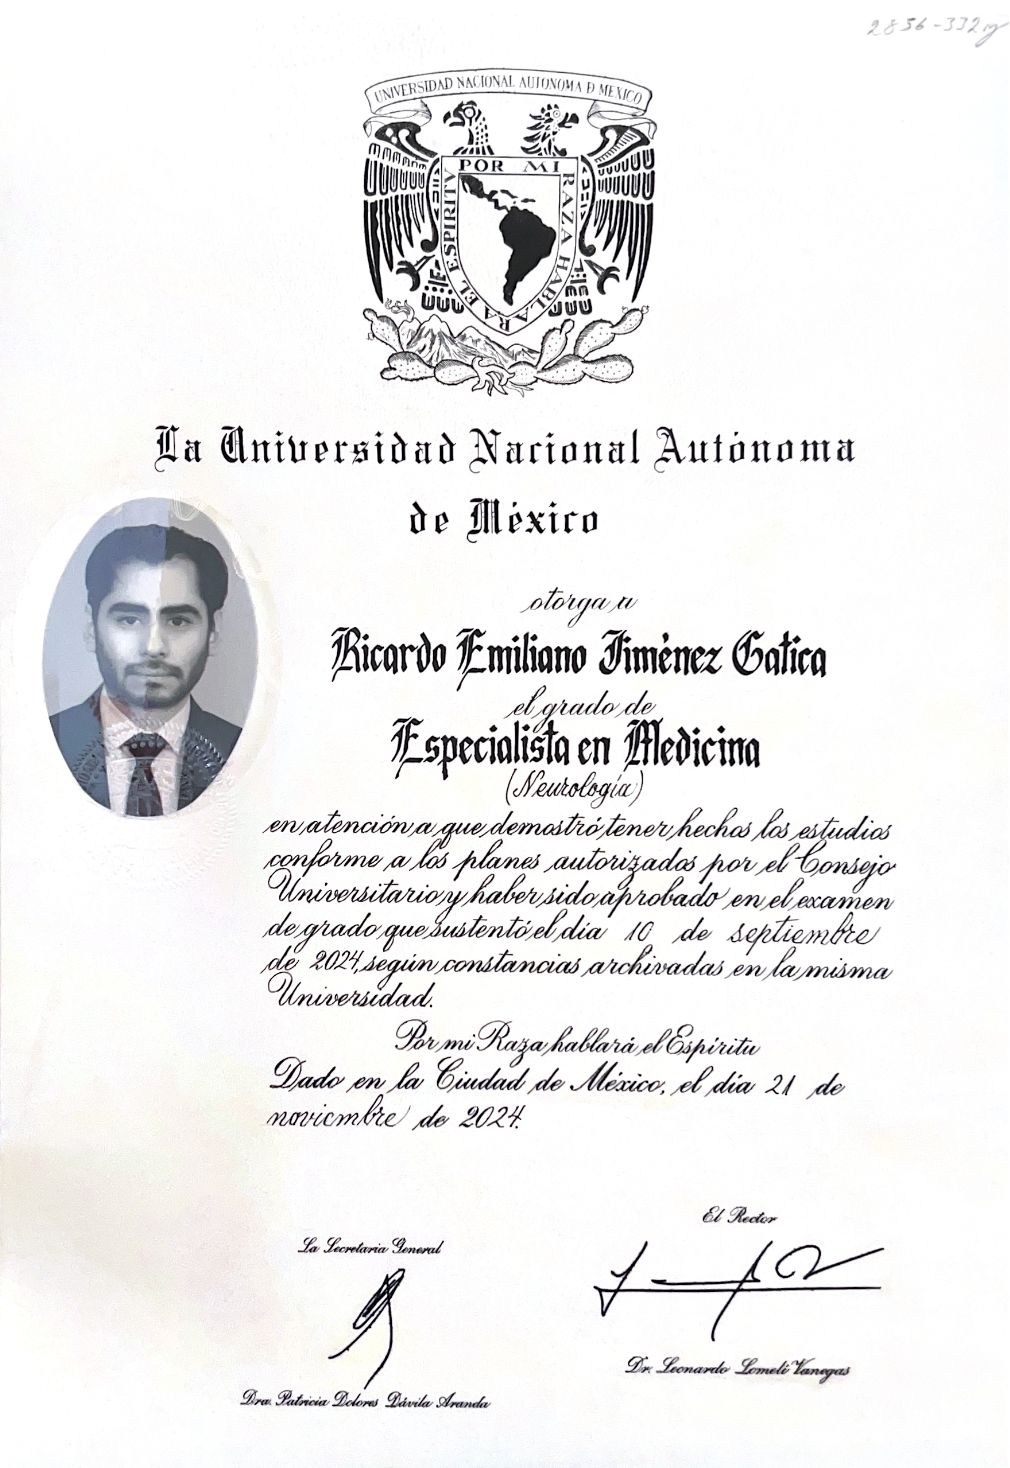 2856-332
UNIVERSIDAD NACIONAL AUTONOMA D MEXICO
POR MI RAZA HABLARA EL ESPIRITU
La Universidad Nacional Autónoma
de México
otorga a
Ricardo Emiliano Jiménez Gatica
el grado de
Especialista en Medicina
(Neurología)
en atención a que demostró tener hechos los estudios
conforme a los planes autorizados por el Consejo
Universitario y haber sido aprobado en el examen
de grado que sustentó el día 10 de septiembre
de 2024, según constancias archivadas en la misma
Universidad.
Por mi Raza hablará el Espíritu
Dado en la Ciudad de México, el día 21 de
noviembre de 2024.
El Rector
La Secretaria General
Dr. Leonardo Lomelí Vanegas
Dra. Patricia Dolores Dávila Aranda